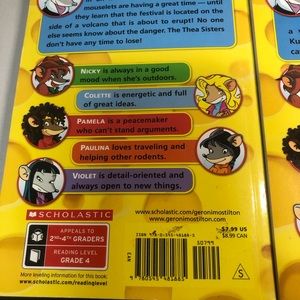 mouselets are having a great time — until
they learn that the festival is located on the
side of a volcano that is about to erupt! No one
else seems to know about the danger. The Thea Sisters
don't have any time to lose!
NICKY is always in a good
mood when she's outdoors.
COLETTE is energetic and full
of great ideas.
PAMELA is a peacemaker
who can't stand arguments.
PAULINA loves traveling and
helping other rodents.
VIOLET is detail-oriented and
always open to new things.
SCHOLASTIC
APPEALS TO
2ND-4TH GRADERS
READING LEVEL
GRADE 4
More leveling information for this book:
www.scholastic.com/readinglevel
www.geronimostilton.com
scholastic.com/geronimostilton
$7.99 US
$8.99 CAN
50799
S